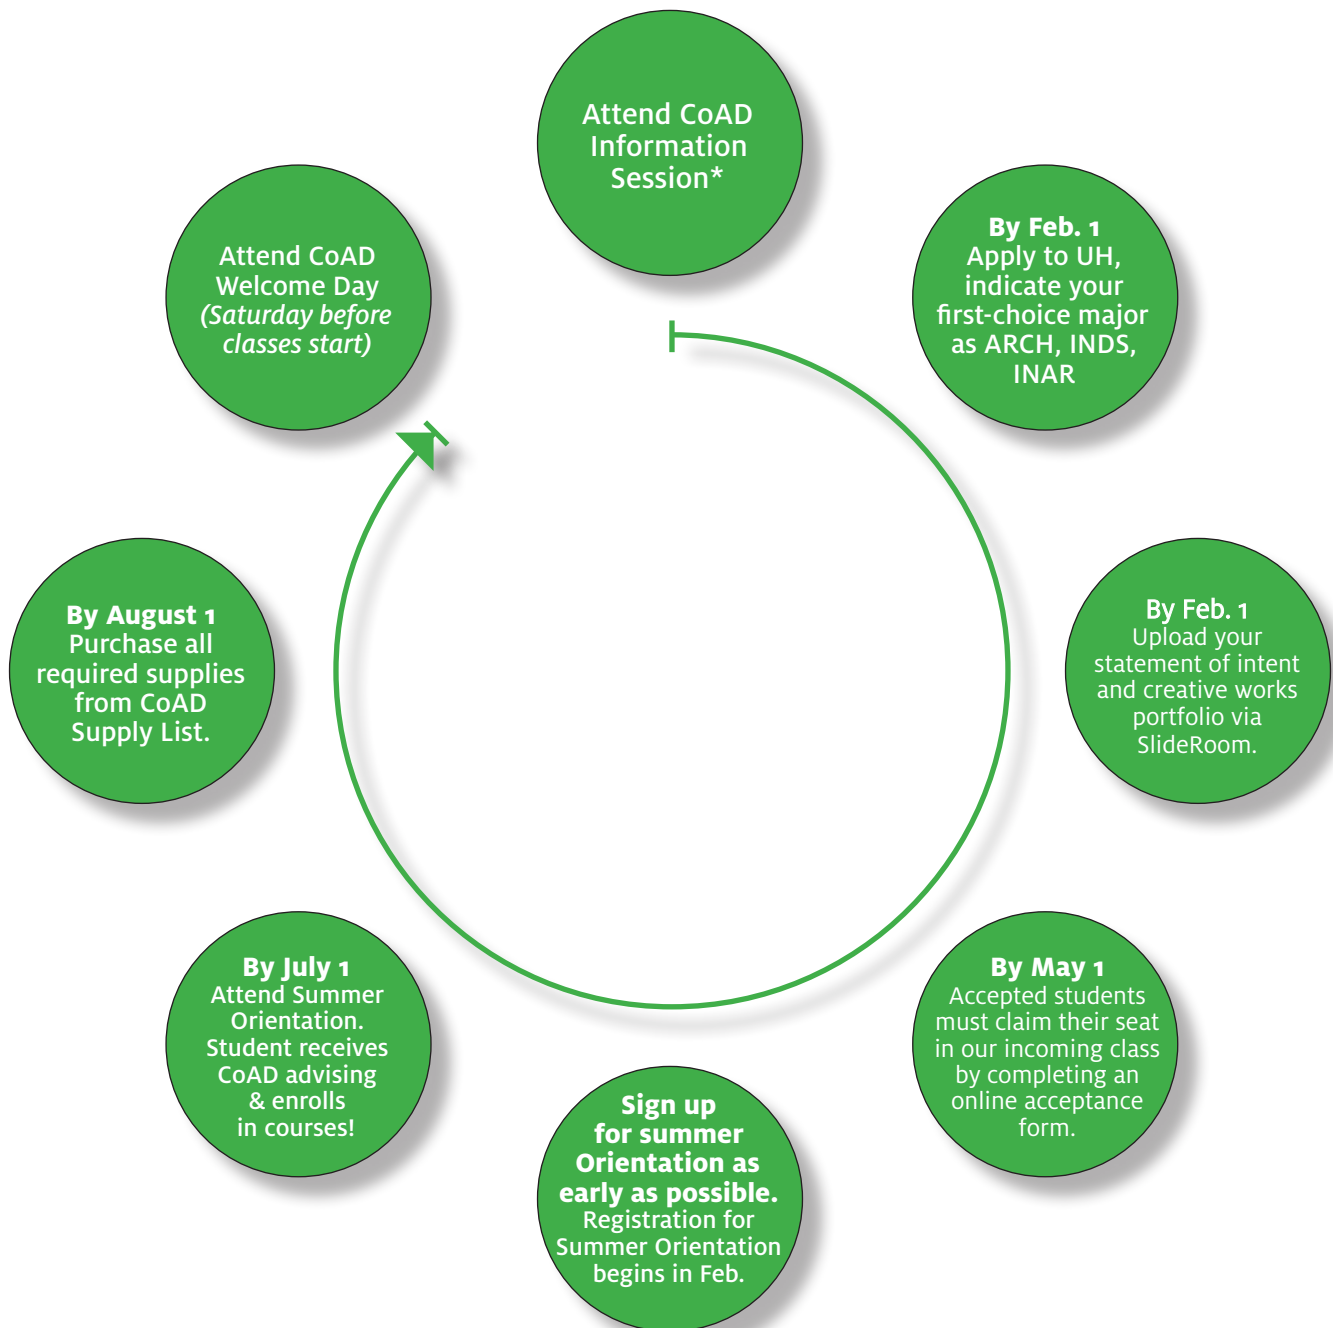 Attend CoAD
Information
Session*
By Feb. 1
Apply to UH,
indicate your
first-choice major
as ARCH, INDS,
INAR
By Feb. 1
Upload your
statement of intent
and creative works
portfolio via
SlideRoom.
By May 1
Accepted students
must claim their seat
in our incoming class
by completing an
online acceptance
form.
Sign up
for summer
Orientation as
early as possible.
Registration for
Summer Orientation
begins in Feb.
By July 1
Attend Summer
Orientation.
Student receives
CoAD advising
& enrolls
in courses!
By August 1
Purchase all
required supplies
from CoAD
Supply List.
Attend CoAD
Welcome Day
(Saturday before
classes start)